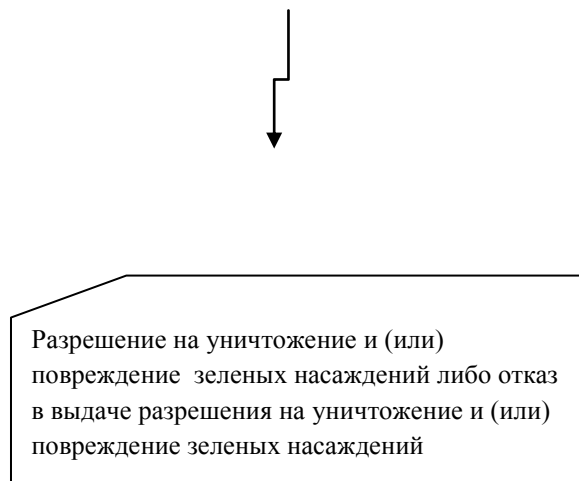 Разрешение на уничтожение и (или)
повреждение зеленых насаждений либо отказ
в выдаче разрешения на уничтожение и (или)
повреждение зеленых насаждений